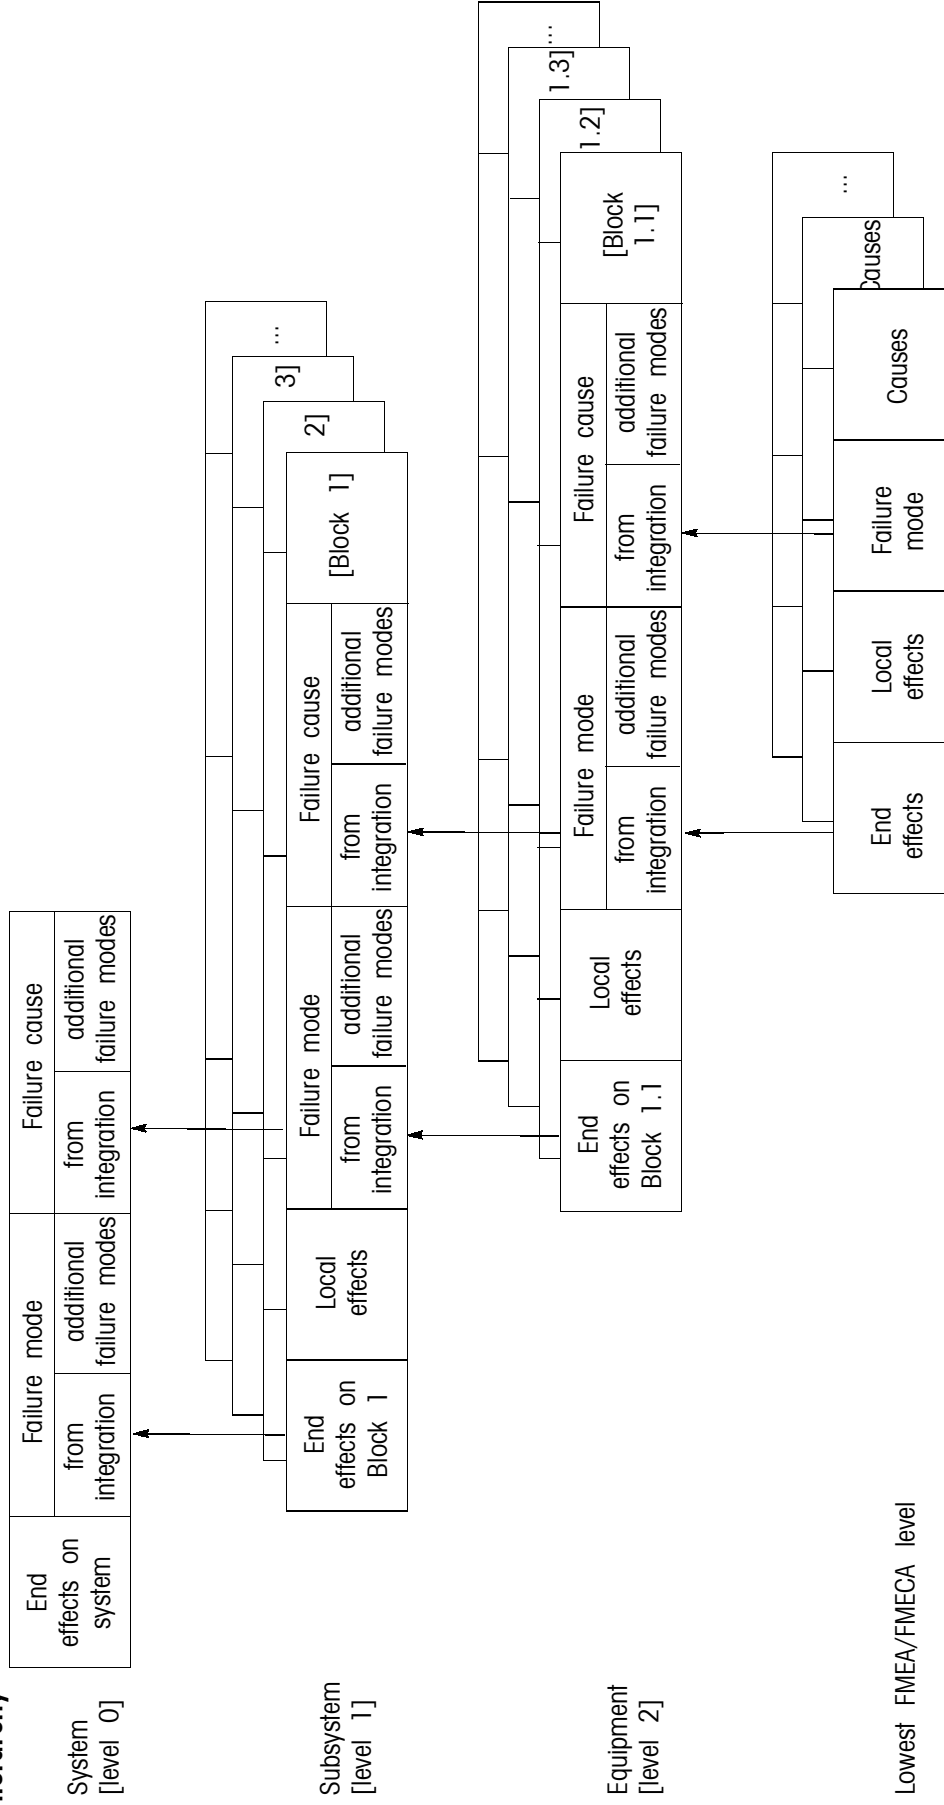 System
[level 0]
End
effects on
system
Failure mode
from
integration
additional
failure modes
Failure cause
from
integration
additional
failure modes
Subsystem
[level 1]
End
effects on
Block 1
Local
effects
Failure mode
from
integration
additional
failure modes
Failure cause
from
integration
additional
failure modes
[Block 1]
2]
3]
...
Equipment
[level 2]
End
effects on
Block 1.1
Local
effects
Failure mode
from
integration
additional
failure modes
Failure cause
from
integration
additional
failure modes
[Block
1.1]
1.2]
1.3]
...
Lowest FMEA/FMECA level
End
effects
Local
effects
Failure
mode
Causes
Causes
...